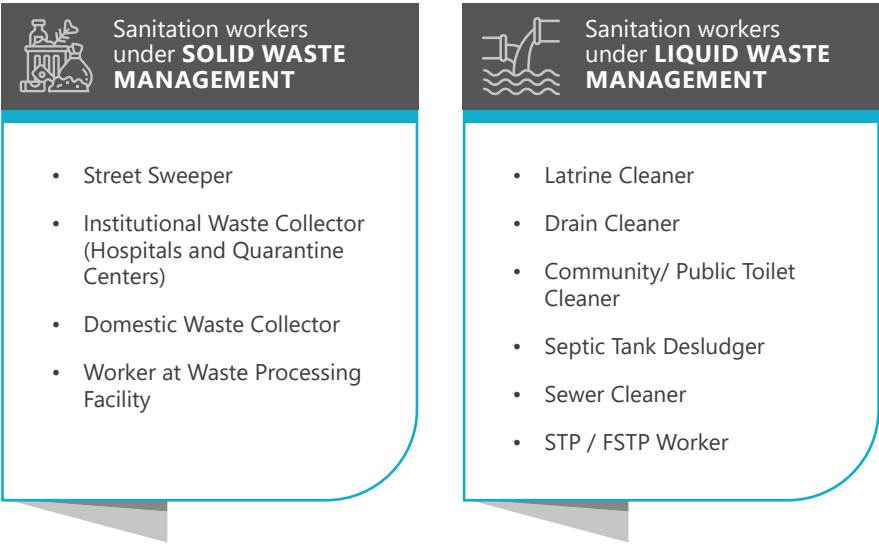 Sanitation workers
under SOLID WASTE
MANAGEMENT
• Street Sweeper
• Institutional Waste Collector
(Hospitals and Quarantine
Centers)
• Domestic Waste Collector
• Worker at Waste Processing
Facility
Sanitation workers
under LIQUID WASTE
MANAGEMENT
• Latrine Cleaner
• Drain Cleaner
• Community/ Public Toilet
Cleaner
• Septic Tank Desludger
• Sewer Cleaner
• STP / FSTP Worker